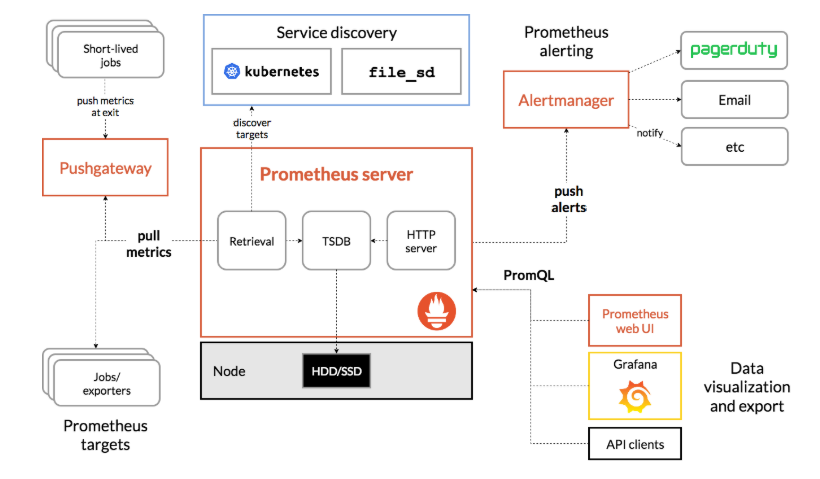 Short-lived
jobs
push metrics
at exit
Pushgateway
pull
metrics
Jobs/
exporters
Prometheus
targets
Service discovery
kubernetes
file_sd
discover
targets
Prometheus server
Retrieval
TSDB
HTTP
server
Node
HDD/SSD
Prometheus
alerting
Alertmanager
pagerduty
Email
etc
notify
push
alerts
PromQL
Prometheus
web UI
Grafana
API clients
Data
visualization
and export